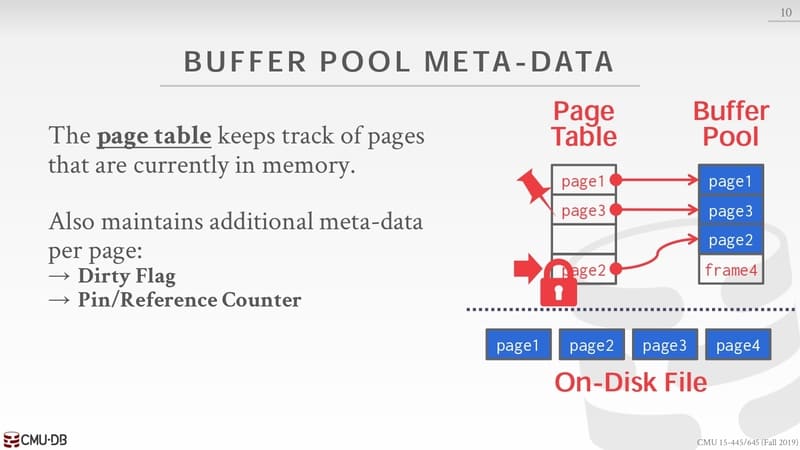 10
BUFFER POOL META-DATA
The page table keeps track of pages
that are currently in memory.
Also maintains additional meta-data
per page:
→ Dirty Flag
→ Pin/Reference Counter
Page
Table
page1
page3
page2
Buffer
Pool
page1
page3
page2
frame4
page1
page2
page3
page4
On-Disk File
CMU·DB
CMU 15-445/645 (Fall 2019)